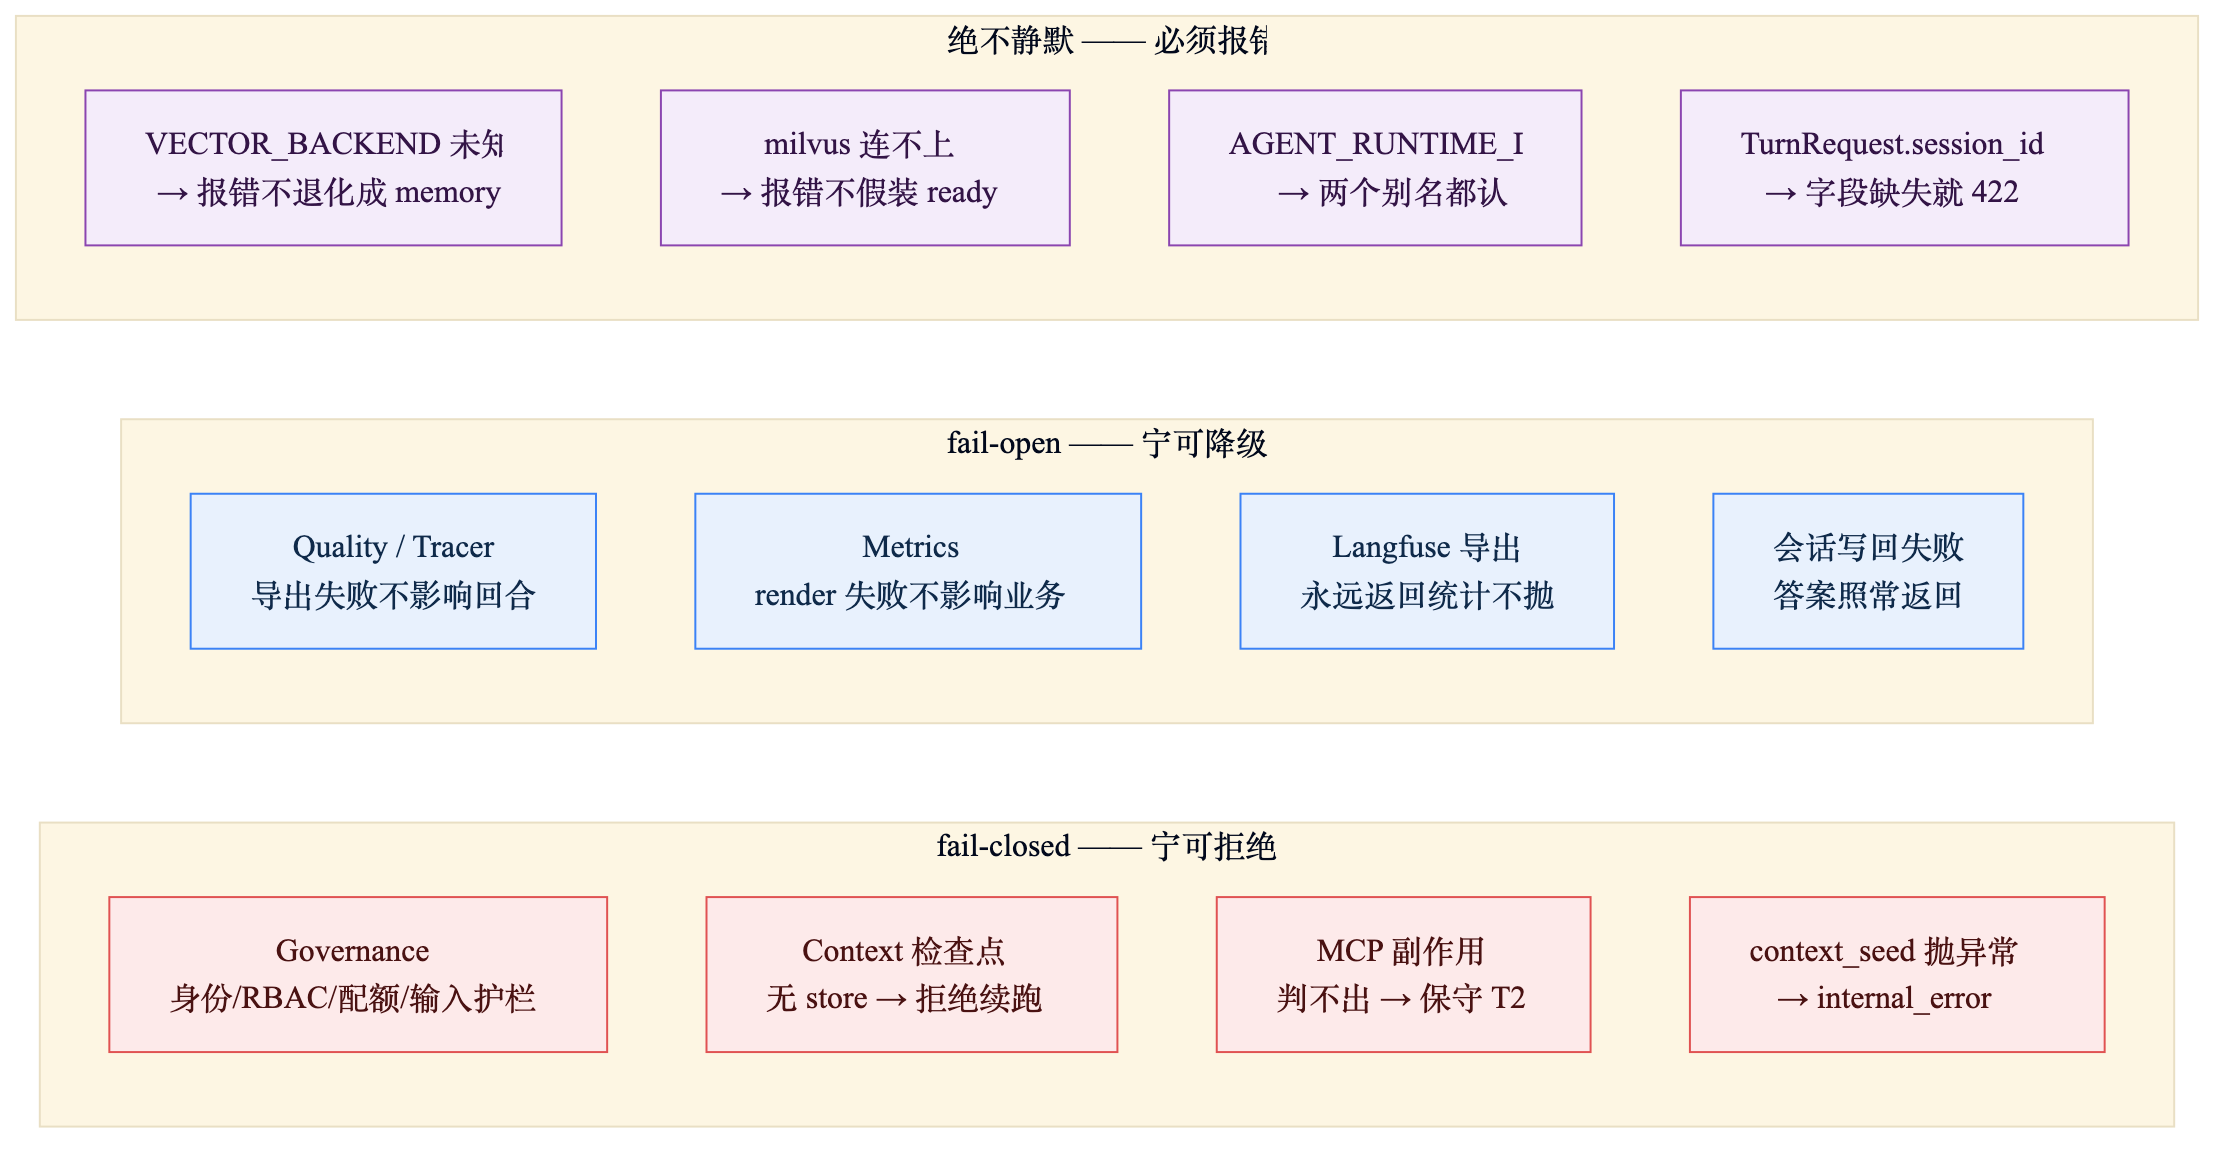 绝不静默 —— 必须报错
VECTOR_BACKEND 未知
→ 报错不退化成 memory
milvus 连不上
→ 报错不假装 ready
AGENT_RUNTIME_I
→ 两个别名都认
TurnRequest.session_id
→ 字段缺失就 422
fail-open —— 宁可降级
Quality / Tracer
导出失败不影响回合
Metrics
render 失败不影响业务
Langfuse 导出
永远返回统计不抛
会话写回失败
答案照常返回
fail-closed —— 宁可拒绝
Governance
身份/RBAC/配额/输入护栏
Context 检查点
无 store → 拒绝续跑
MCP 副作用
判不出 → 保守 T2
context_seed 抛异常
→ internal_error